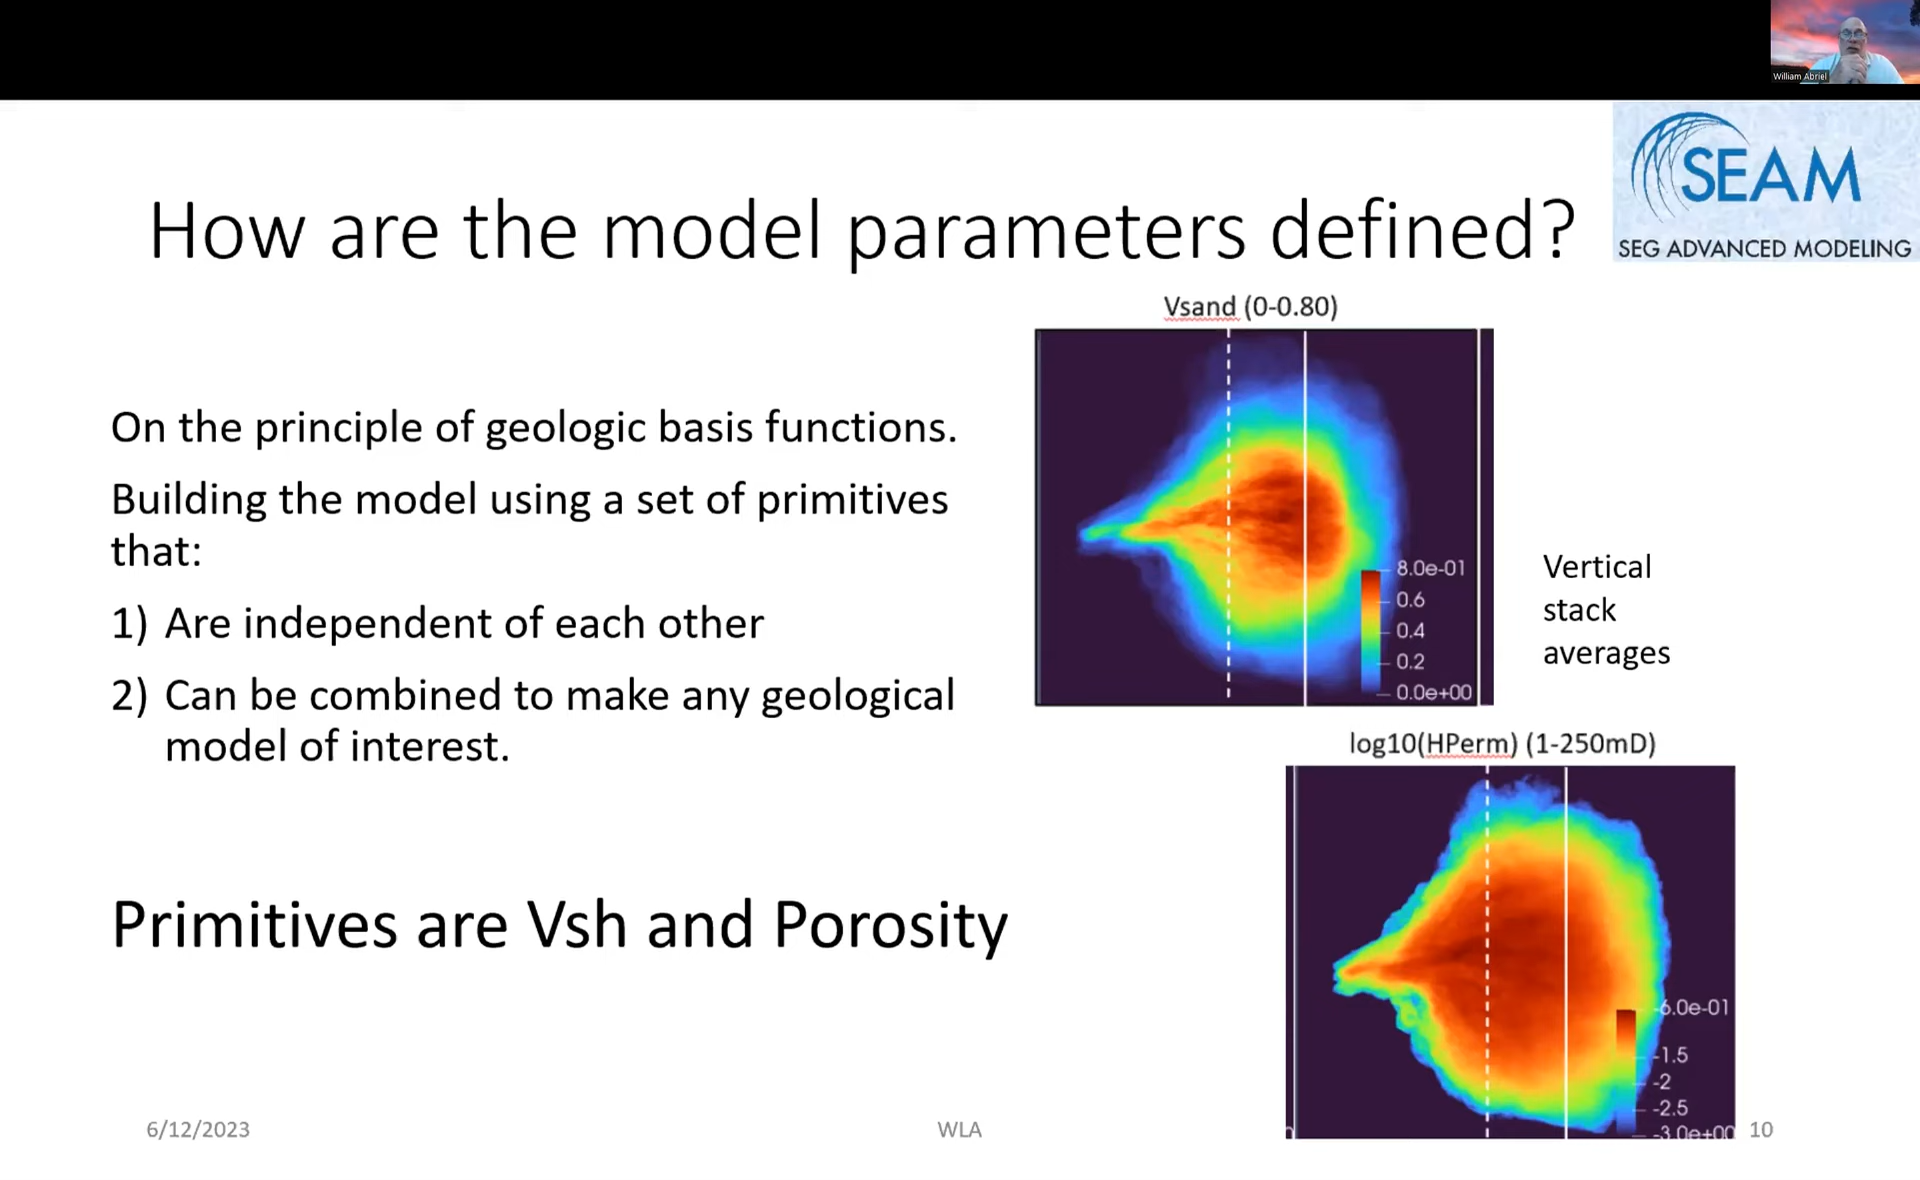 William Abriel
SEAM
SEG ADVANCED MODELING
How are the model parameters defined?
On the principle of geologic basis functions.
Building the model using a set of primitives
that:
1) Are independent of each other
2) Can be combined to make any geological
model of interest.
Primitives are Vsh and Porosity
Vsand (0-0.80)
8.0e-01
0.6
0.4
0.2
0.0e+00
Vertical
stack
averages
log10(HPerm) (1-250mD)
-6.0e-01
-1.5
-2
-2.5
-3.0e+00
6/12/2023
WLA
10